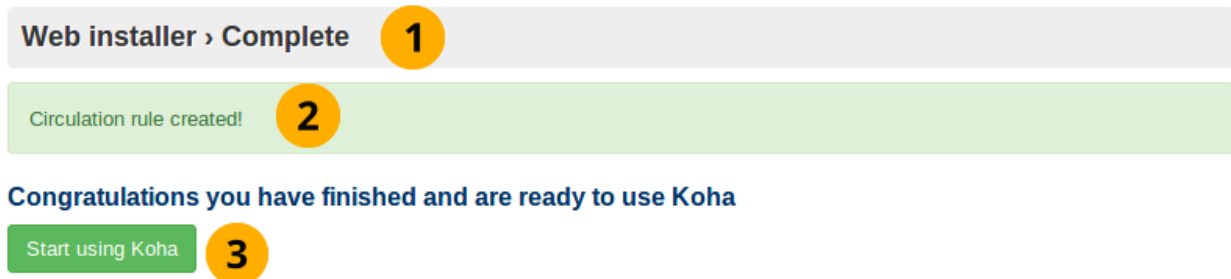 Web installer › Complete 1
Circulation rule created! 2
Congratulations you have finished and are ready to use Koha
Start using Koha 3